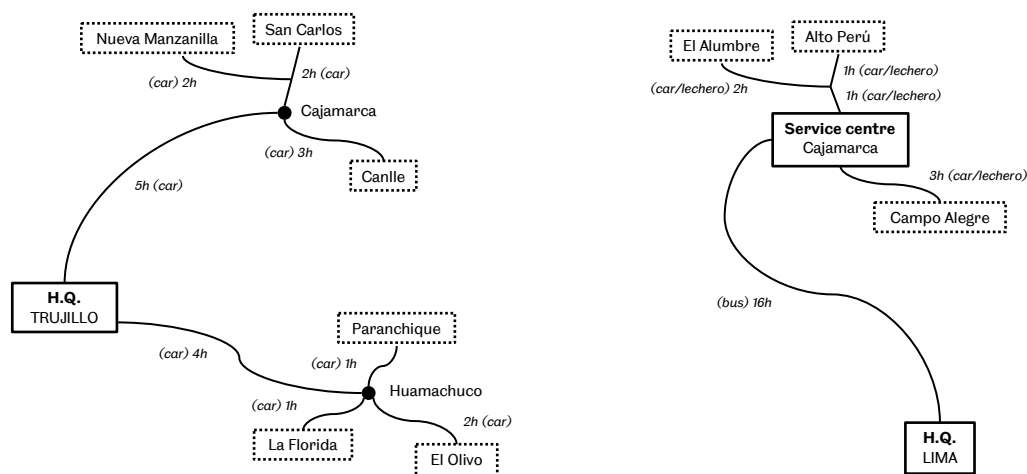 San Carlos
Nueva Manzanilla
(car) 2h
2h (car)
Cajamarca
(car) 3h
Canlle
5h (car)
H.Q.
TRUJILLO
(car) 4h
Paranchique
(car) 1h
Huamachuco
(car) 1h
2h (car)
La Florida
El Olivo
Alto Perú
El Alumbre
1h (car/lechero)
(car/lechero) 2h
1h (car/lechero)
Service centre
Cajamarca
3h (car/lechero)
Campo Alegre
(bus) 16h
H.Q.
LIMA